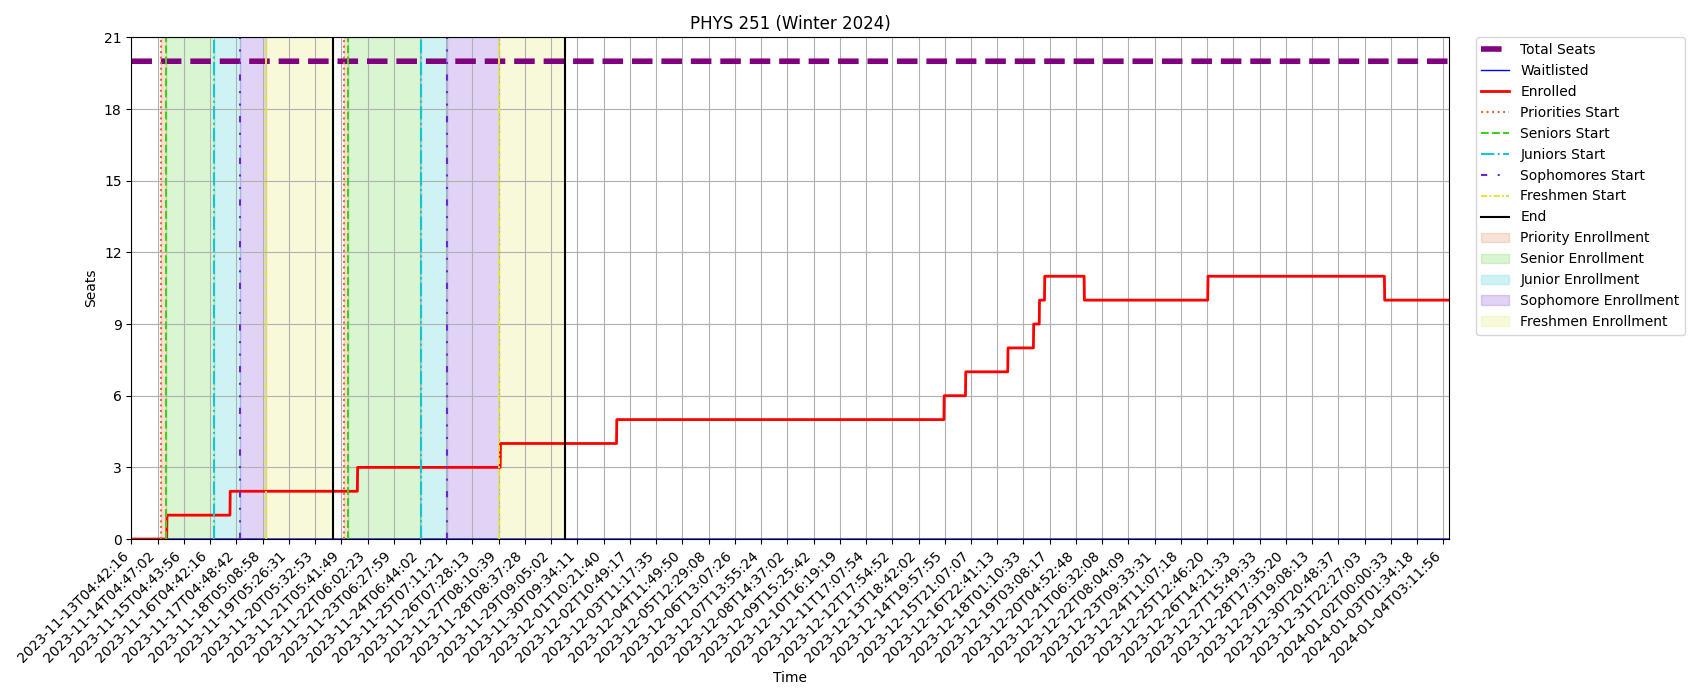 PHYS 251 (Winter 2024)
21
18
15
12
9
6
3
0
Seats
2023-11-13T04:42:16
2023-11-14T04:47:02
2023-11-15T04:43:56
2023-11-16T04:42:16
2023-11-17T04:48:42
2023-11-18T05:08:58
2023-11-19T05:26:31
2023-11-20T05:32:53
2023-11-21T05:41:49
2023-11-22T06:02:23
2023-11-23T06:27:59
2023-11-24T06:44:02
2023-11-25T07:11:21
2023-11-26T07:28:13
2023-11-27T08:10:39
2023-11-28T08:37:28
2023-11-29T09:05:02
2023-11-30T09:34:11
2023-12-01T10:21:40
2023-12-02T10:49:17
2023-12-03T11:17:35
2023-12-04T11:49:50
2023-12-05T12:29:08
2023-12-06T13:07:26
2023-12-07T13:55:24
2023-12-08T14:37:02
2023-12-09T15:25:42
2023-12-10T16:19:19
2023-12-11T17:07:54
2023-12-12T17:54:52
2023-12-13T18:42:02
2023-12-14T19:57:55
2023-12-15T21:07:07
2023-12-16T22:41:13
2023-12-18T01:10:33
2023-12-19T03:08:17
2023-12-20T04:52:48
2023-12-21T06:32:08
2023-12-22T08:04:09
2023-12-23T09:33:31
2023-12-24T11:07:18
2023-12-25T12:46:20
2023-12-26T14:21:33
2023-12-27T15:49:33
2023-12-28T17:35:20
2023-12-29T19:08:13
2023-12-30T20:48:37
2023-12-31T22:27:03
2024-01-02T00:00:33
2024-01-03T01:34:18
2024-01-04T03:11:56
Time
Total Seats
Waitlisted
Enrolled
Priorities Start
Seniors Start
Juniors Start
Sophomores Start
Freshmen Start
End
Priority Enrollment
Senior Enrollment
Junior Enrollment
Sophomore Enrollment
Freshmen Enrollment